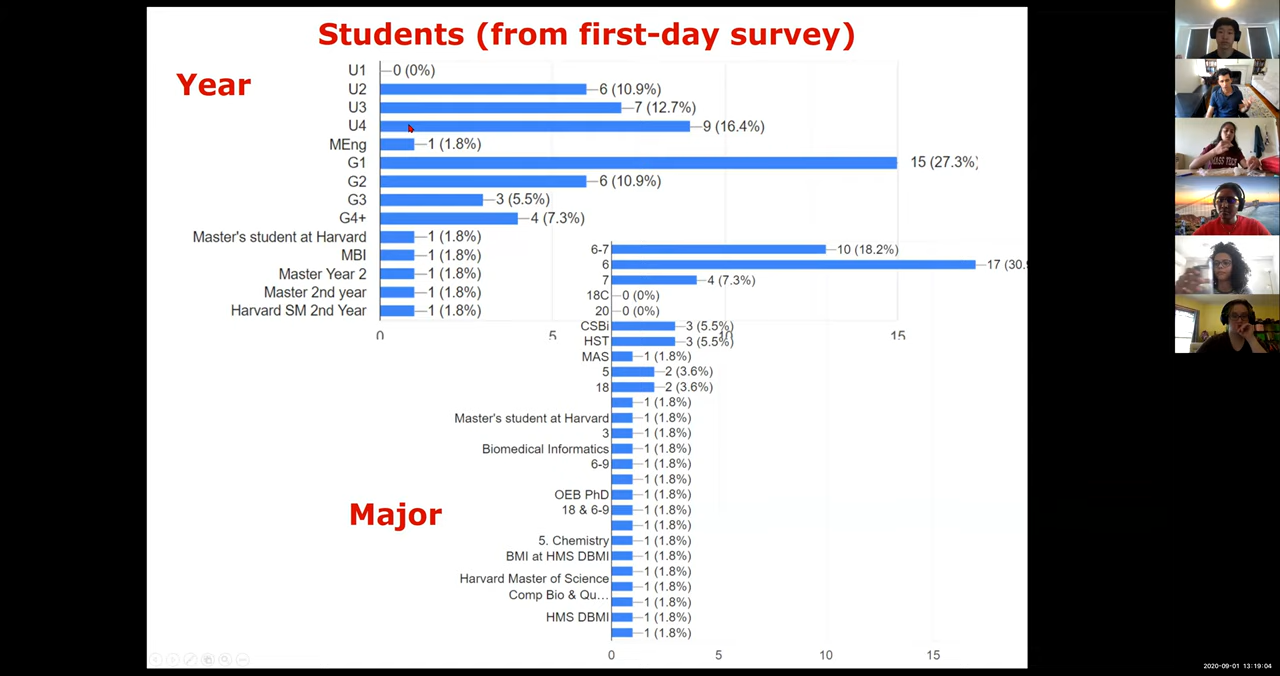 Students (from first-day survey)
Year
U1 0 (0%)
U2 6 (10.9%)
U3 7 (12.7%)
U4 9 (16.4%)
MEng 1 (1.8%)
G1 15 (27.3%)
G2 6 (10.9%)
G3 3 (5.5%)
G4+ 4 (7.3%)
Master's student at Harvard 1 (1.8%)
MBI 1 (1.8%)
Master Year 2 1 (1.8%)
Master 2nd year 1 (1.8%)
Harvard SM 2nd Year 1 (1.8%)
0 5 10 15
Major
6-7 10 (18.2%)
6 17 (30.9
7 4 (7.3%)
18C 0 (0%)
20 0 (0%)
CSBi 3 (5.5%)
HST 3 (5.5%)
MAS 1 (1.8%)
5 2 (3.6%)
18 2 (3.6%)
1 (1.8%)
Master's student at Harvard 1 (1.8%)
3 1 (1.8%)
Biomedical Informatics 1 (1.8%)
6-9 1 (1.8%)
1 (1.8%)
OEB PhD 1 (1.8%)
18 & 6-9 1 (1.8%)
1 (1.8%)
5. Chemistry 1 (1.8%)
BMI at HMS DBMI 1 (1.8%)
1 (1.8%)
Harvard Master of Science 1 (1.8%)
Comp Bio & Qu… 1 (1.8%)
HMS DBMI 1 (1.8%)
1 (1.8%)
0 5 10 15
2020-09-01 13:19:04